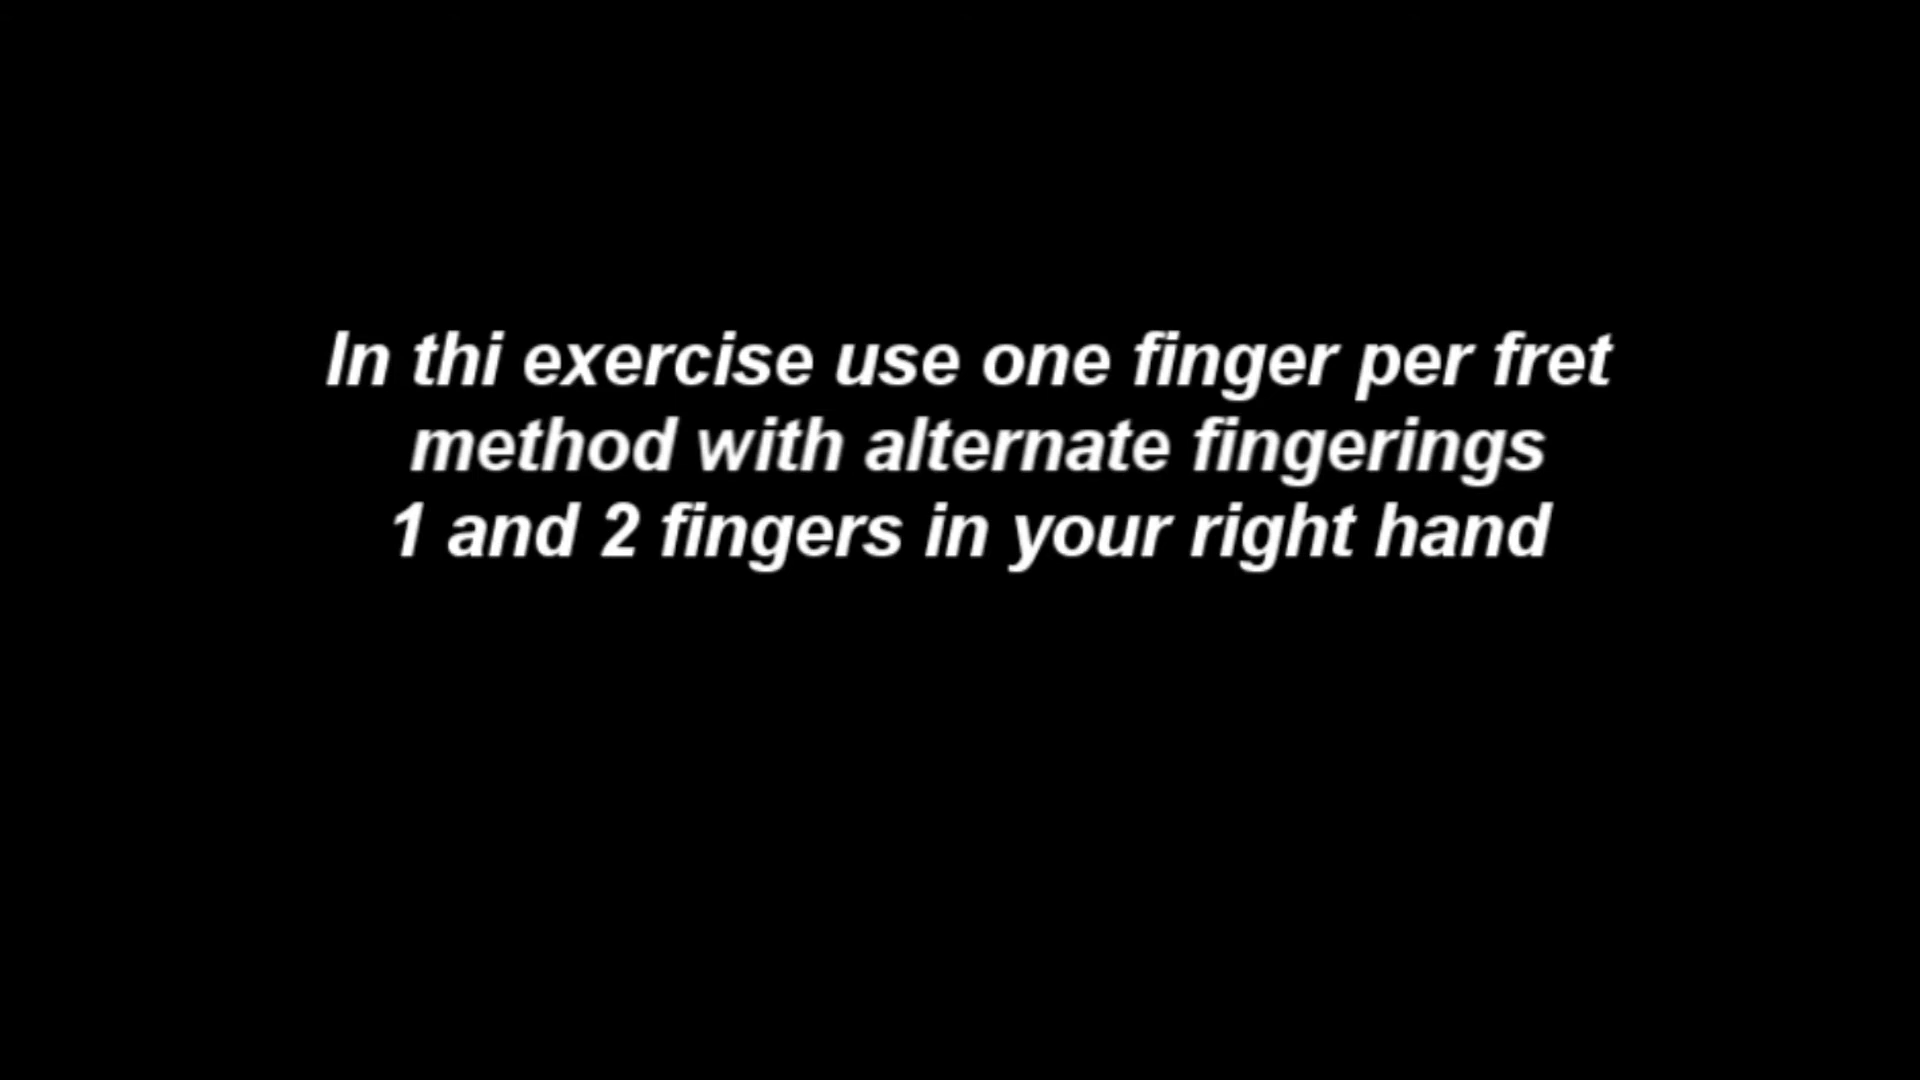 In thi exercise use one finger per fret
method with alternate fingerings
1 and 2 fingers in your right hand